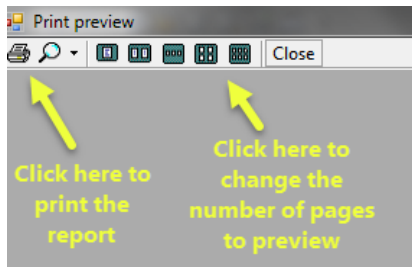 Print preview
Close
Click here to
print the
report
Click here to
change the
number of pages
to preview